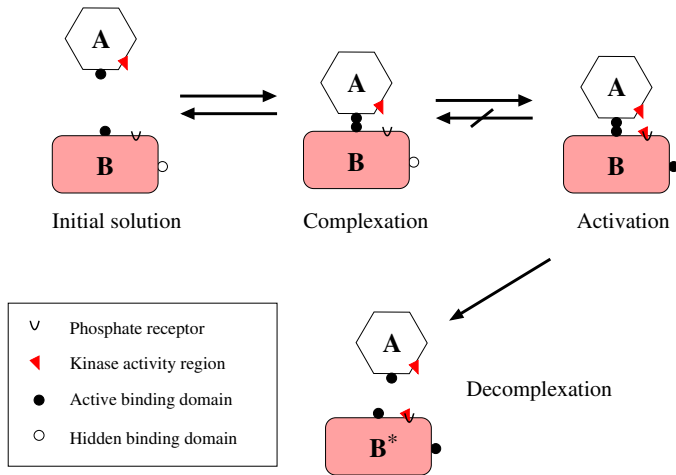 A
A
A
B
B
B
Initial solution
Complexation
Activation
Phosphate receptor
Kinase activity region
Active binding domain
Hidden binding domain
A
Decomplexation
B*